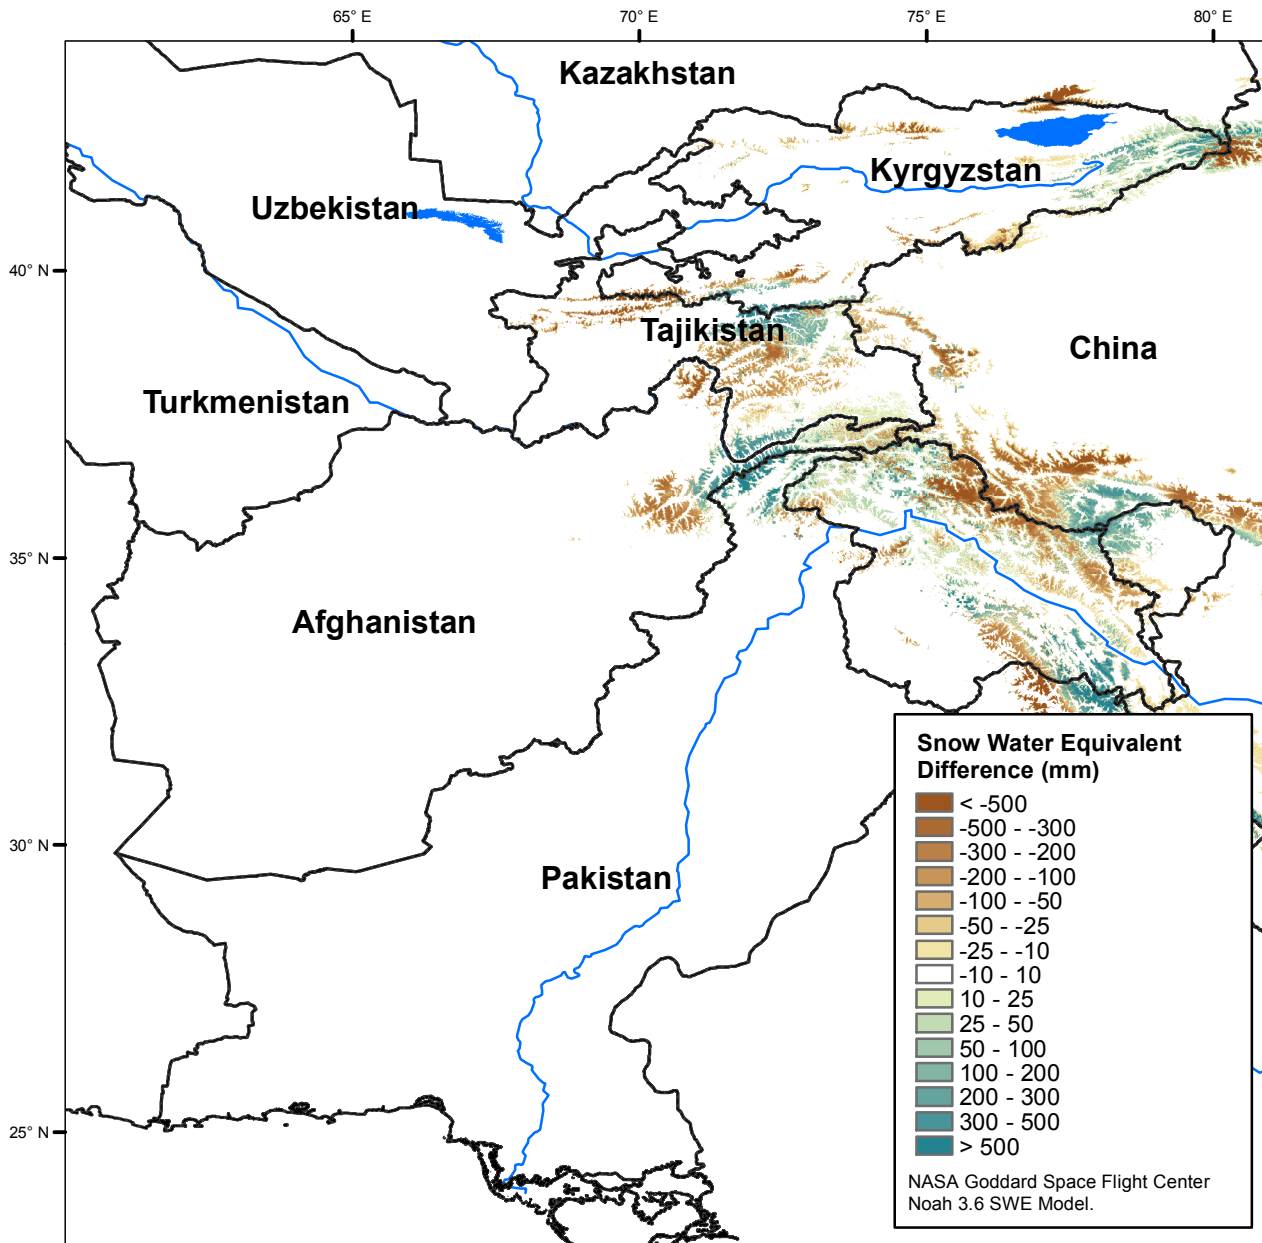 65° E
70° E
75° E
80° E
Kazakhstan
Kyrgyzstan
Uzbekistan
40° N
Tajikistan
China
Turkmenistan
35° N
Afghanistan
30° N
Pakistan
25° N
Snow Water Equivalent
Difference (mm)
< -500
-500 - -300
-300 - -200
-200 - -100
-100 - -50
-50 - -25
-25 - -10
-10 - 10
10 - 25
25 - 50
50 - 100
100 - 200
200 - 300
300 - 500
> 500
NASA Goddard Space Flight Center
Noah 3.6 SWE Model.